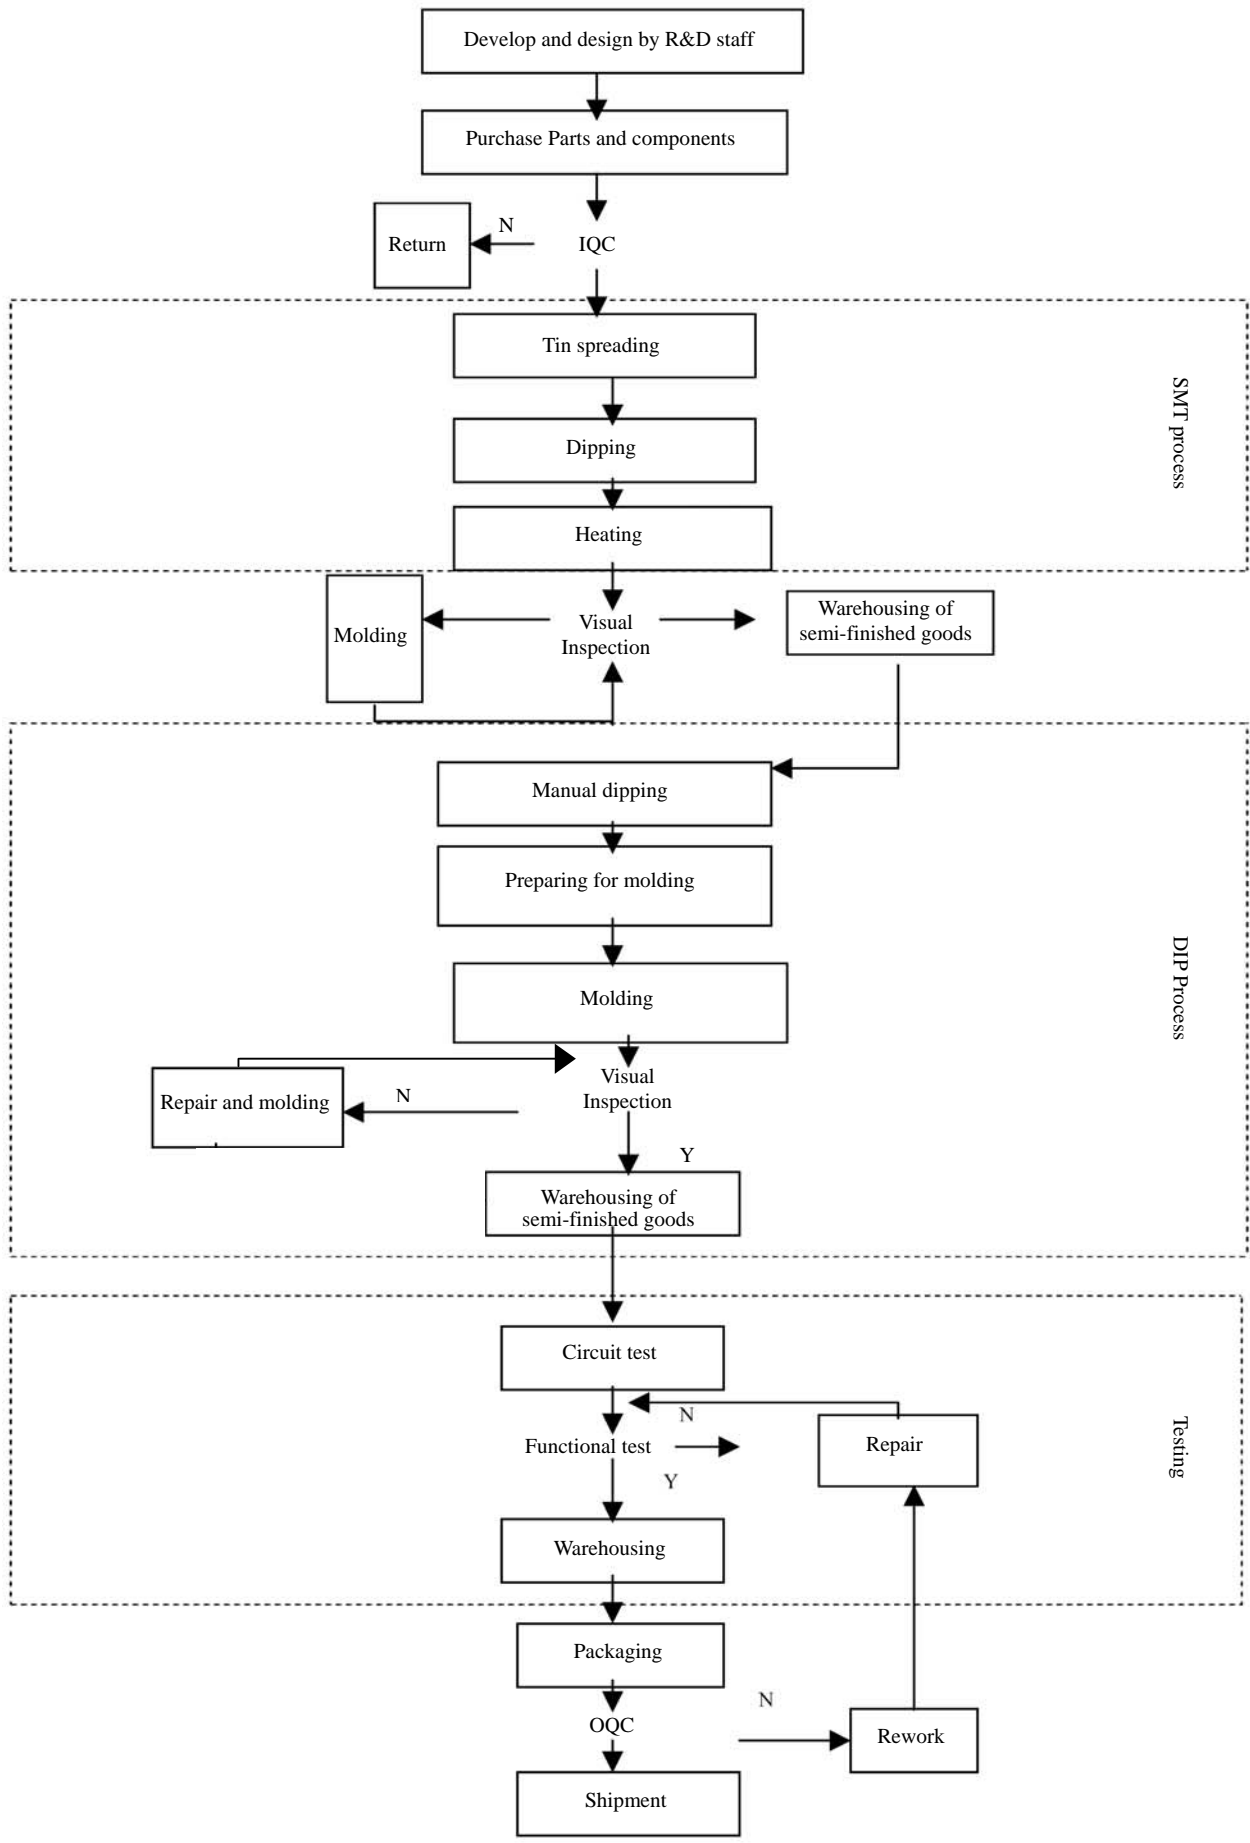 Develop and design by R&D staff
Purchase Parts and components
N
Return
IQC
Tin spreading
SMT process
Dipping
Heating
Molding
Visual
Inspection
Warehousing of
semi-finished goods
Manual dipping
Preparing for molding
DIP Process
Molding
Repair and molding
N
Visual
Inspection
Y
Warehousing of
semi-finished goods
Circuit test
N
Functional test
Repair
Testing
Y
Warehousing
Packaging
N
OQC
Rework
Shipment